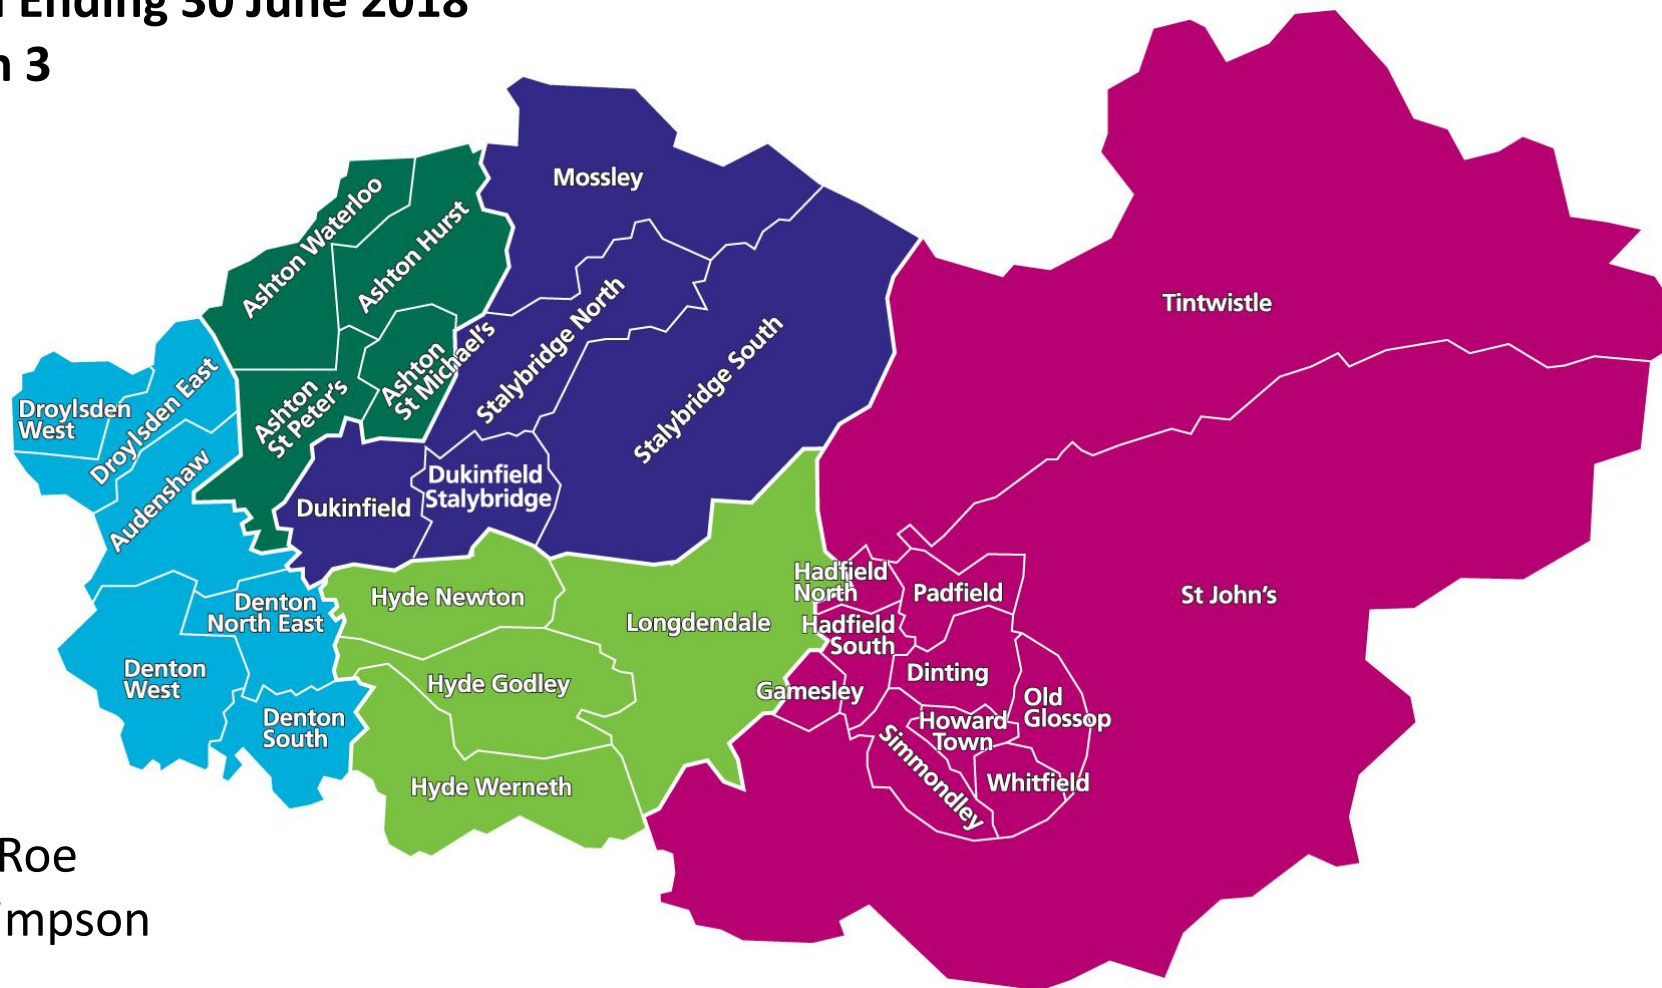 Ending 30 June 2018
3
Mossley
Ashton Waterloo
Ashton Hurst
Tintwistle
Stalybridge North
Ashton
St Michael's
Stalybridge South
Droylsden
West
Droylsden East
Ashton
St Peter's
Audenshaw
Dukinfield
Dukinfield
Stalybridge
Hadfield
North
Padfield
St John's
Hyde Newton
Denton
North East
Longdendale
Hadfield
South
Denton
West
Hyde Godley
Gamesley
Dinting
Old
Glossop
Denton
South
Howard
Town
Simmondley
Whitfield
Hyde Werneth
Roe
impson